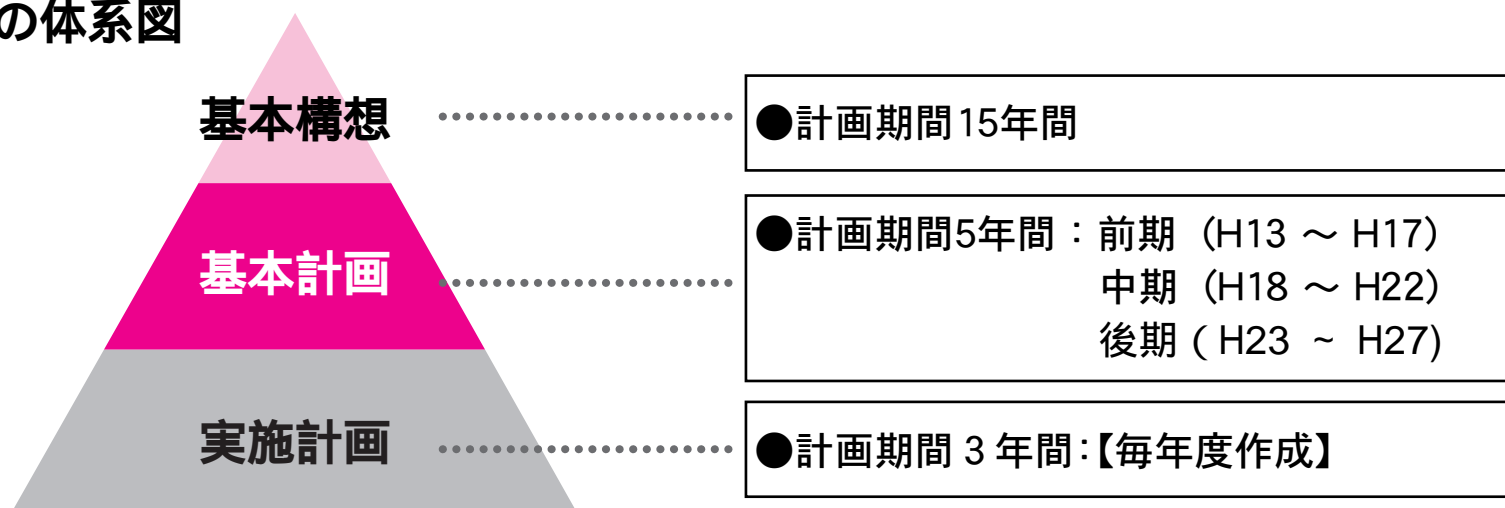 の体系図
基本構想
●計画期間15年間
基本計画
●計画期間5年間：前期（H13 ～ H17）
中期（H18 ～ H22）
後期 ( H23 ~ H27)
実施計画
●計画期間 3 年間：【毎年度作成】